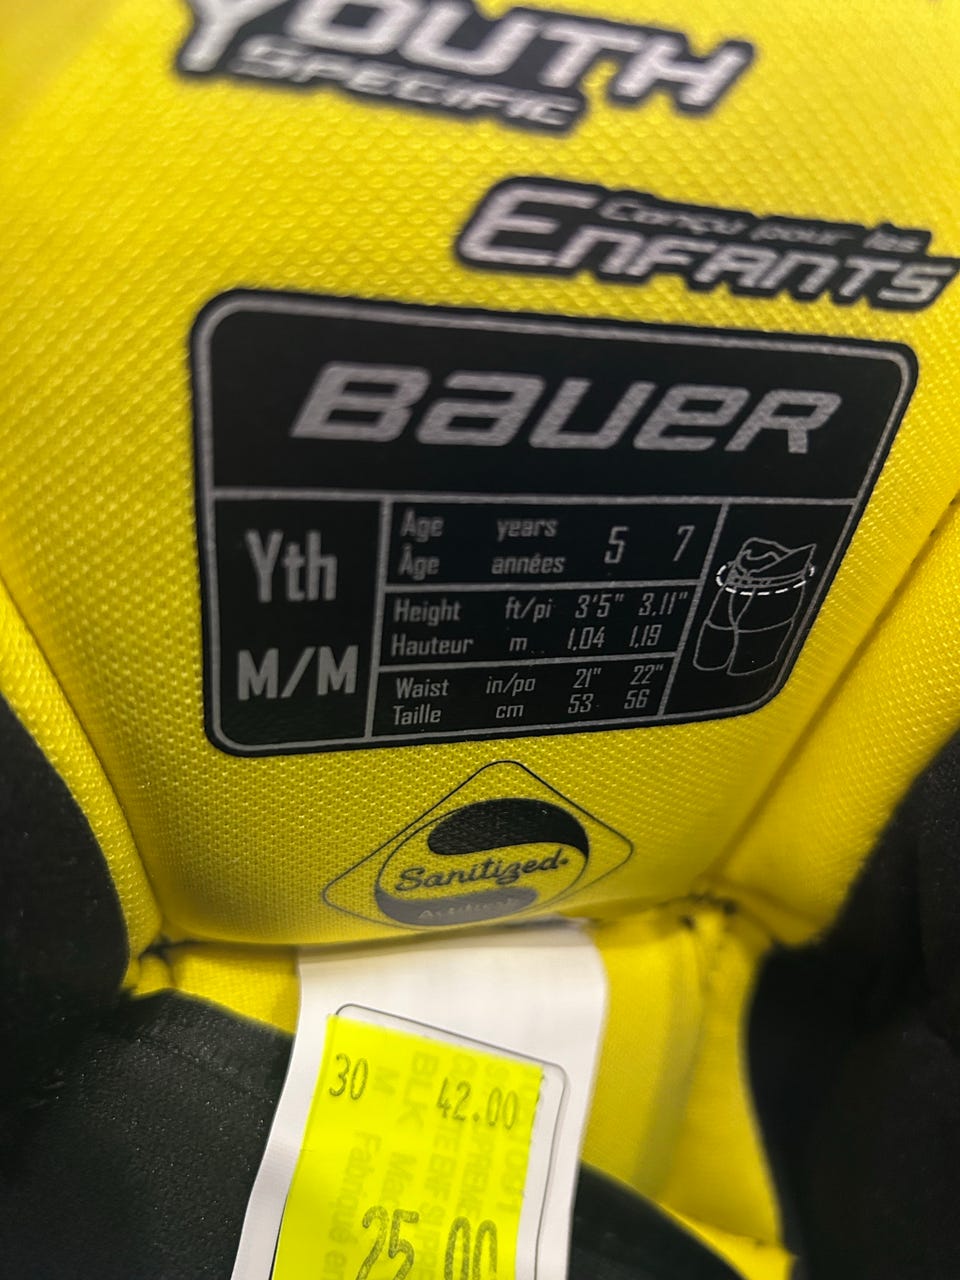 YOUTH
SPECIFIC
Conçu pour les
ENFANTS
BAUER
Yth
M/M
Age years 5 7
Âge années
Height ft/pi 3'5" 3.11"
Hauteur m 1,04 1,19
Waist in/po 21" 22"
Taille cm 53 56
Sanitized
30 42.00
25.00
BLK
M Fabriqué en